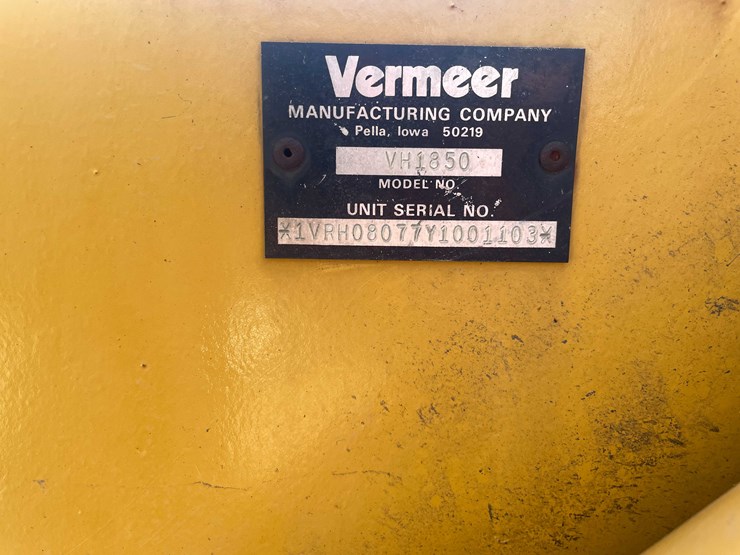 Vermeer
MANUFACTURING COMPANY
Pella, Iowa 50219
VH1850
MODEL NO.
UNIT SERIAL NO.
*1VRH08077Y1001103*